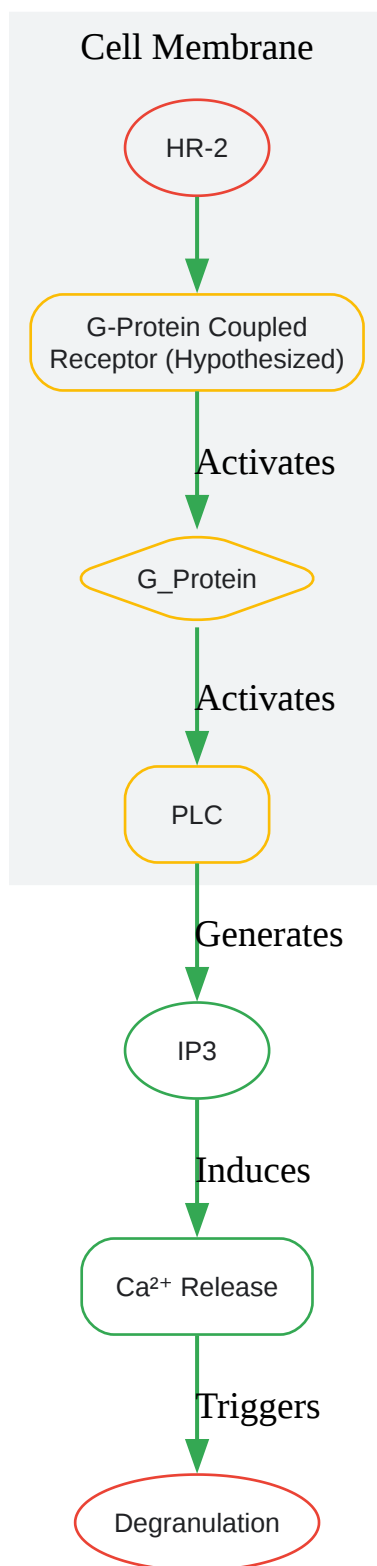 Cell Membrane
HR-2
G-Protein Coupled
Receptor (Hypothesized)
Activates
G_Protein
Activates
PLC
Generates
IP3
Induces
Ca²⁺ Release
Triggers
Degranulation